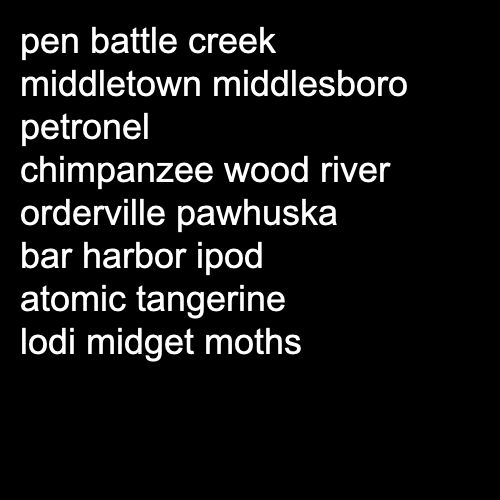 pen battle creek
middletown middlesboro
petronel
chimpanzee wood river
orderville pawhuska
bar harbor ipod
atomic tangerine
lodi midget moths